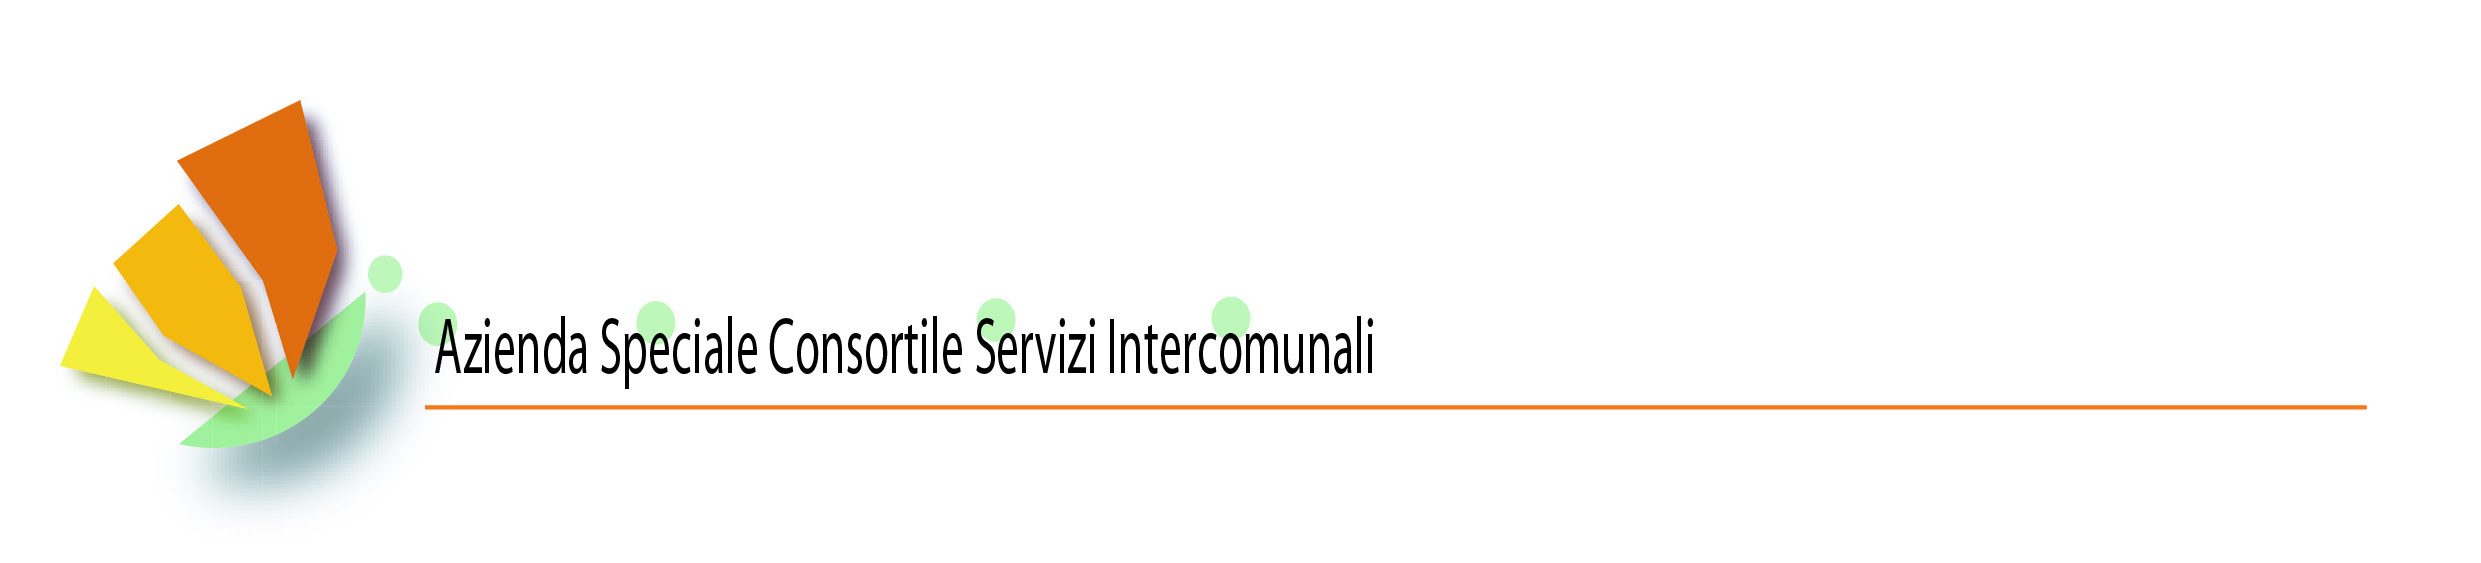 Azienda Speciale Consortile Servizi Intercomunali